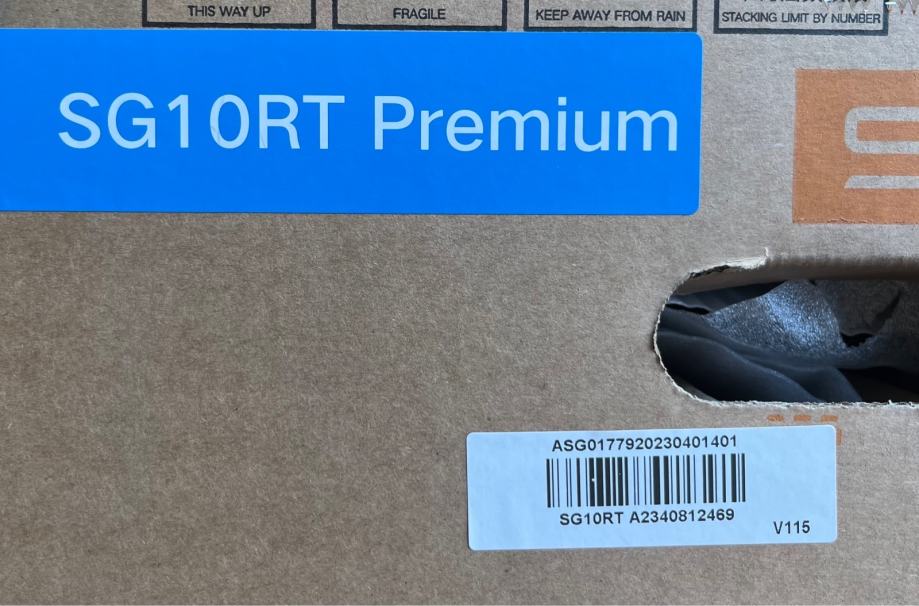 THIS WAY UP
FRAGILE
KEEP AWAY FROM RAIN
STACKING LIMIT BY NUMBER
SG10RT Premium
ASG0177920230401401
SG10RT A2340812469
V115